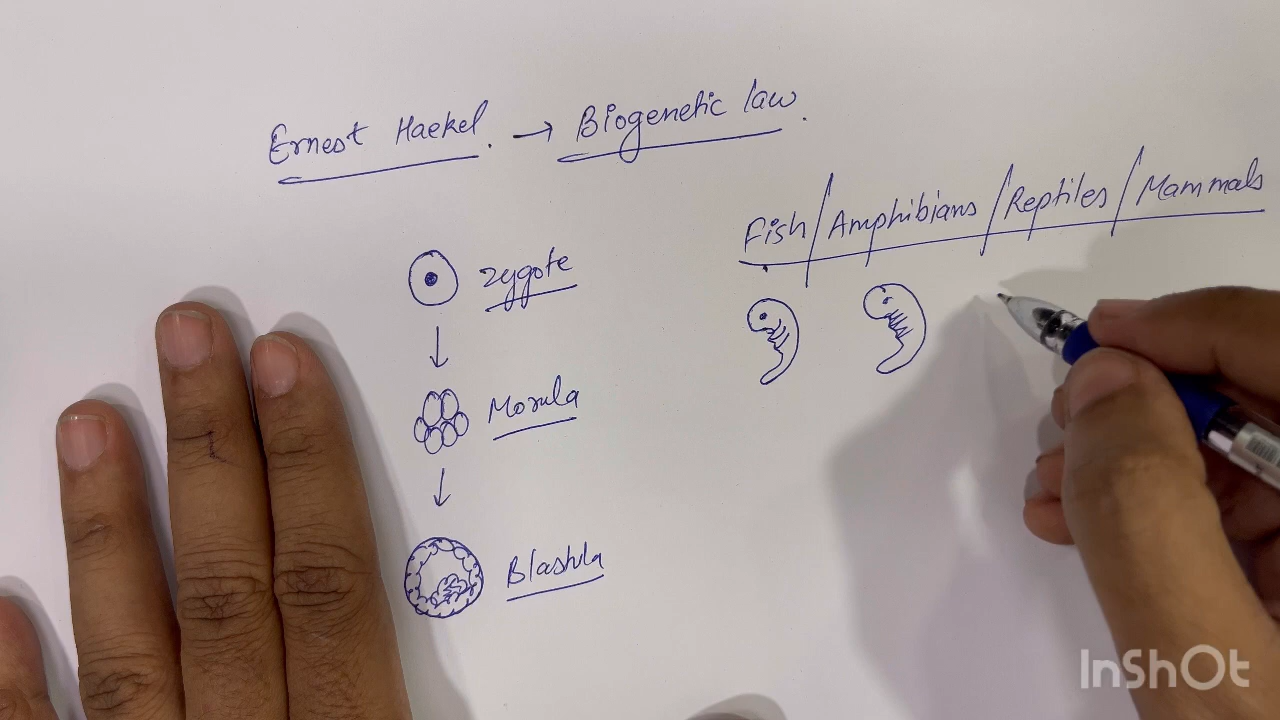 Ernest Haekel. → Biogenetic law.
Fish/Amphibians/Reptiles/Mammals
zygote
Morula
Blastula
InShOt